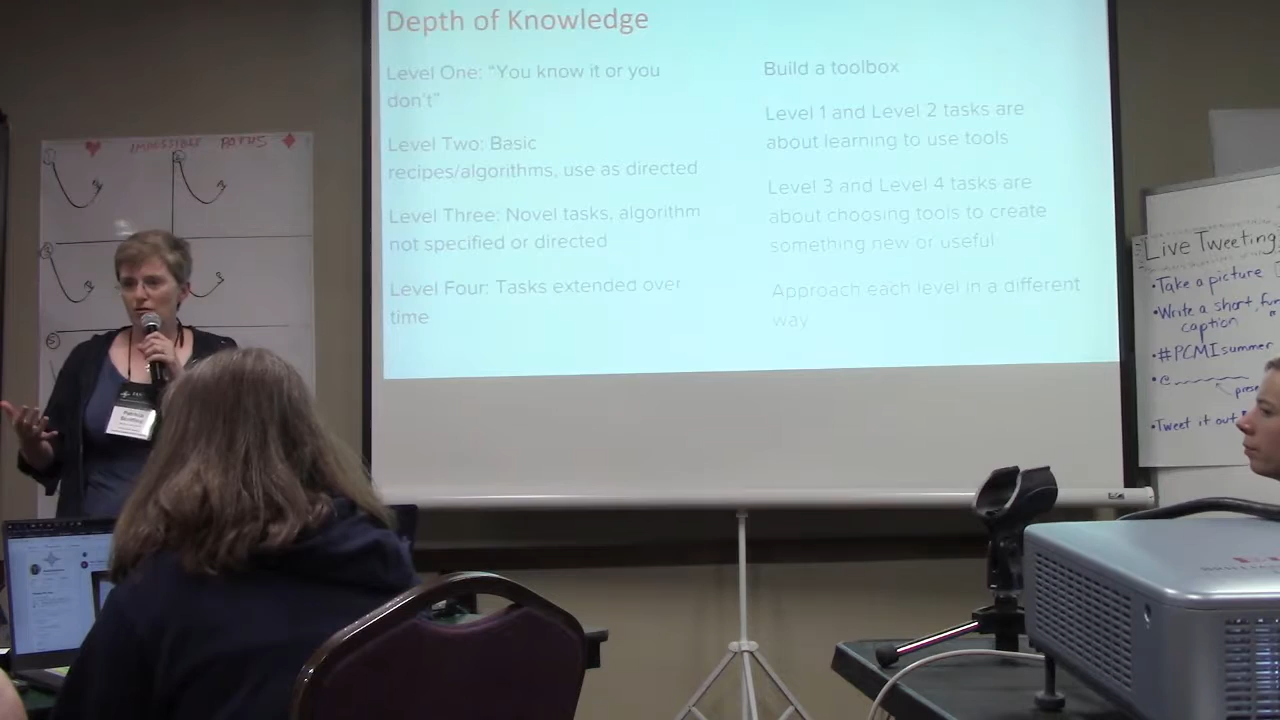 Depth of Knowledge
Level One: "You know it or you
don't"
Level Two: Basic
recipes/algorithms, use as directed
Level Three: Novel tasks, algorithm
not specified or directed
Level Four: Tasks extended over
time
Build a toolbox
Level 1 and Level 2 tasks are
about learning to use tools
Level 3 and Level 4 tasks are
about choosing tools to create
something new or useful
Approach each level in a different
way
IMPOSSIBLE PATHS
Live Tweeting
•Take a picture
•Write a short, fun
caption
•#PCMIsummer
•@
•Tweet it out
Patricia